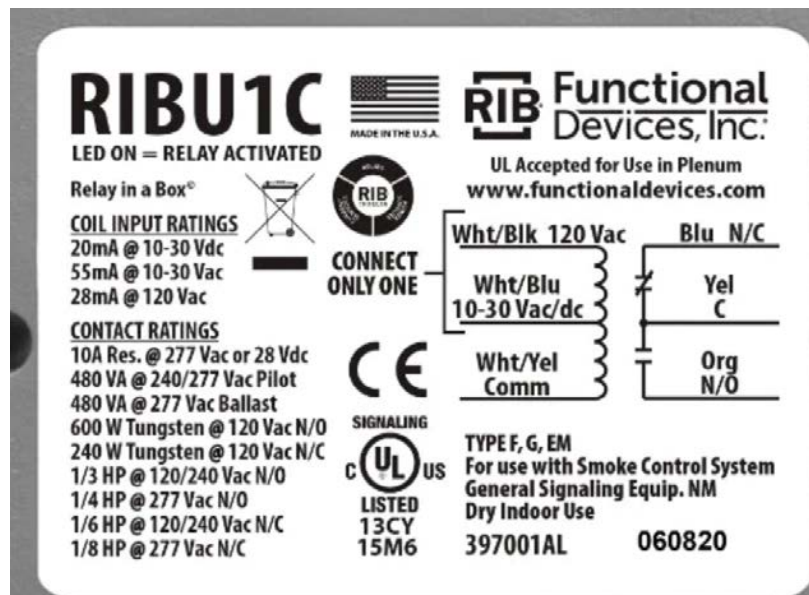 RIBU1C
LED ON = RELAY ACTIVATED
Relay in a Box©
COIL INPUT RATINGS
20mA @ 10-30 Vdc
55mA @ 10-30 Vac
28mA @ 120 Vac
CONTACT RATINGS
10A Res. @ 277 Vac or 28 Vdc
480 VA @ 240/277 Vac Pilot
480 VA @ 277 Vac Ballast
600 W Tungsten @ 120 Vac N/O
240 W Tungsten @ 120 Vac N/C
1/3 HP @ 120/240 Vac N/O
1/4 HP @ 277 Vac N/O
1/6 HP @ 120/240 Vac N/C
1/8 HP @ 277 Vac N/C
MADE IN THE U.S.A.
RIB
CONNECT
ONLY ONE
CE
SIGNALING
C UL US
LISTED
13CY
15M6
RIB® Functional
Devices, Inc.®
UL Accepted for Use in Plenum
www.functionaldevices.com
Wht/Blk 120 Vac
Wht/Blu
10-30 Vac/dc
Wht/Yel
Comm
Blu N/C
Yel
C
Org
N/O
TYPE F, G, EM
For use with Smoke Control System
General Signaling Equip. NM
Dry Indoor Use
397001AL 060820